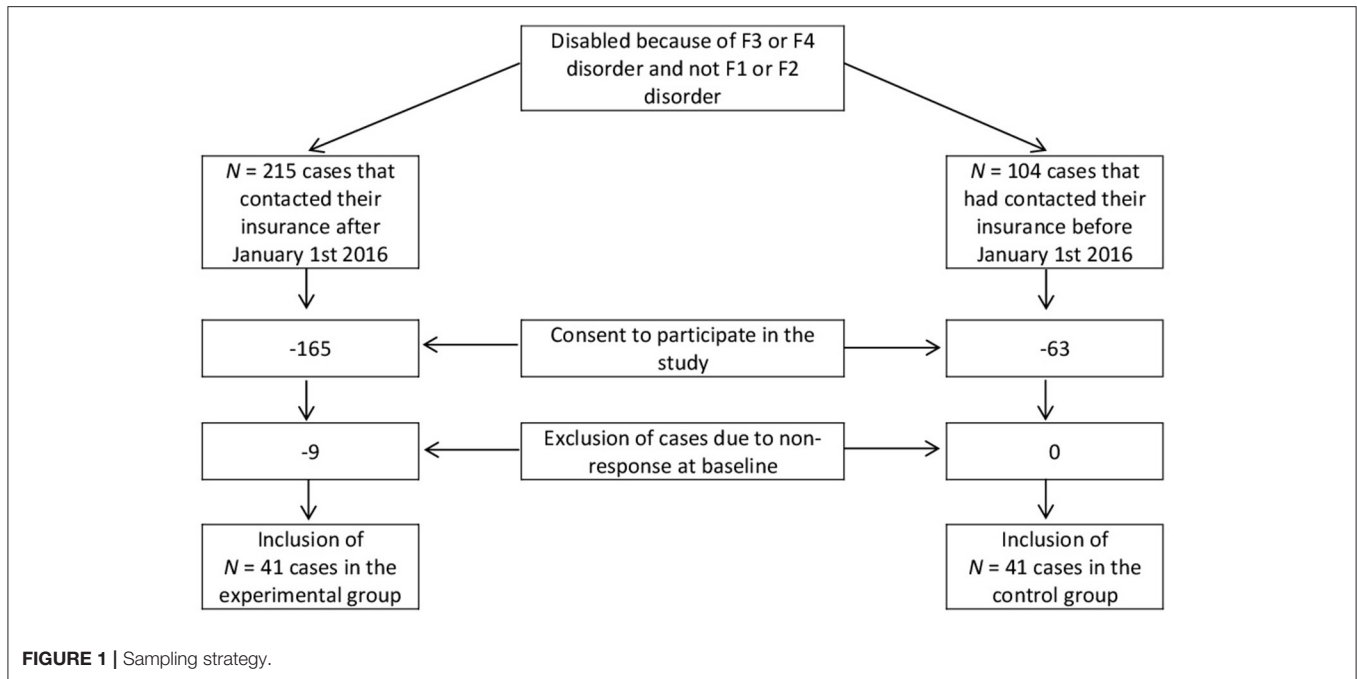 Disabled because of F3 or F4
disorder and not F1 or F2
disorder
N = 215 cases that
contacted their
insurance after
January 1st 2016
N = 104 cases that
had contacted their
insurance before
January 1st 2016
-165
Consent to participate in the
study
-63
-9
Exclusion of cases due to non-
response at baseline
0
Inclusion of
N = 41 cases in the
experimental group
Inclusion of
N = 41 cases in the
control group
FIGURE 1 | Sampling strategy.